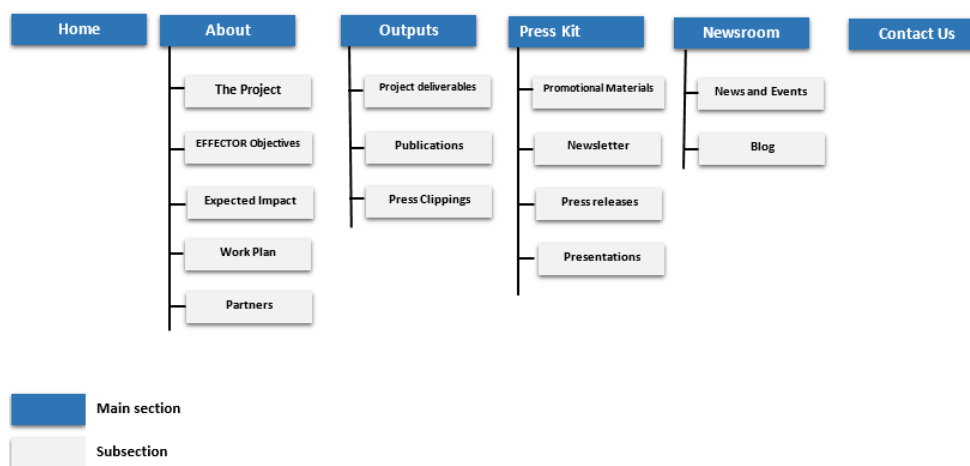 Home
About
Outputs
Press Kit
Newsroom
Contact Us
The Project
EFFECTOR Objectives
Expected Impact
Work Plan
Partners
Project deliverables
Publications
Press Clippings
Promotional Materials
Newsletter
Press releases
Presentations
News and Events
Blog
Main section
Subsection